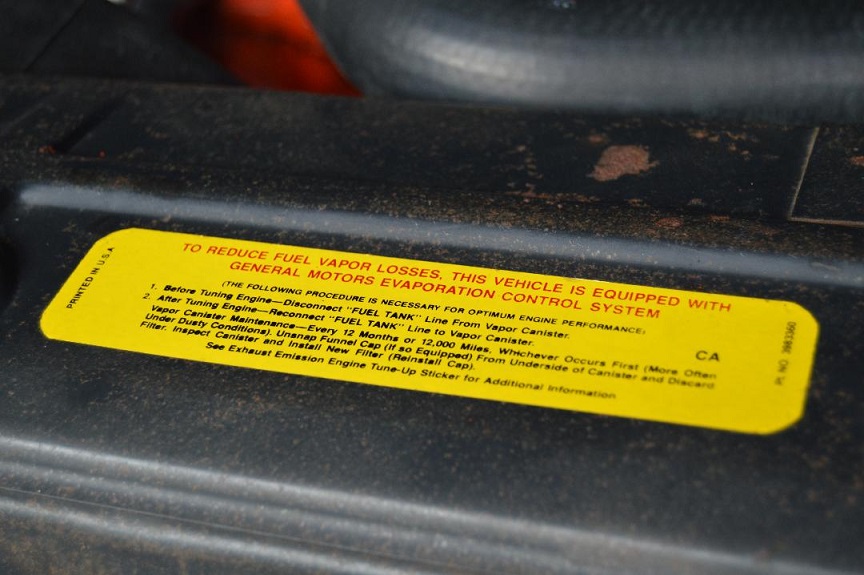 PRINTED IN U.S.A
TO REDUCE FUEL VAPOR LOSSES, THIS VEHICLE IS EQUIPPED WITH
GENERAL MOTORS EVAPORATION CONTROL SYSTEM
(THE FOLLOWING PROCEDURE IS NECESSARY FOR OPTIMUM ENGINE PERFORMANCE)
1. Before Tuning Engine—Disconnect "FUEL TANK" Line From Vapor Canister.
2. After Tuning Engine—Reconnect "FUEL TANK" Line to Vapor Canister.
CA
Vapor Canister Maintenance—Every 12 Months or 12,000 Miles. Whichever Occurs First (More Often
Under Dusty Conditions). Unsnap Funnel Cap (If so Equipped) From Underside of Canister and Discard
Filter. Inspect Canister and Install New Filter (Reinstall Cap).
See Exhaust Emission Engine Tune-Up Sticker for Additional Information
Pt. NO.